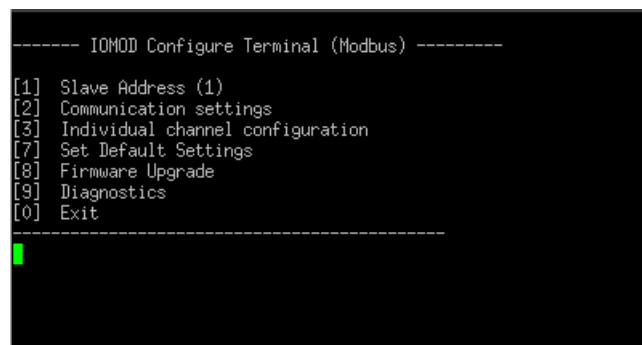 ------- IOMOD Configure Terminal (Modbus) ---------
[1] Slave Address (1)
[2] Communication settings
[3] Individual channel configuration
[7] Set Default Settings
[8] Firmware Upgrade
[9] Diagnostics
[0] Exit
---------------------------------------------